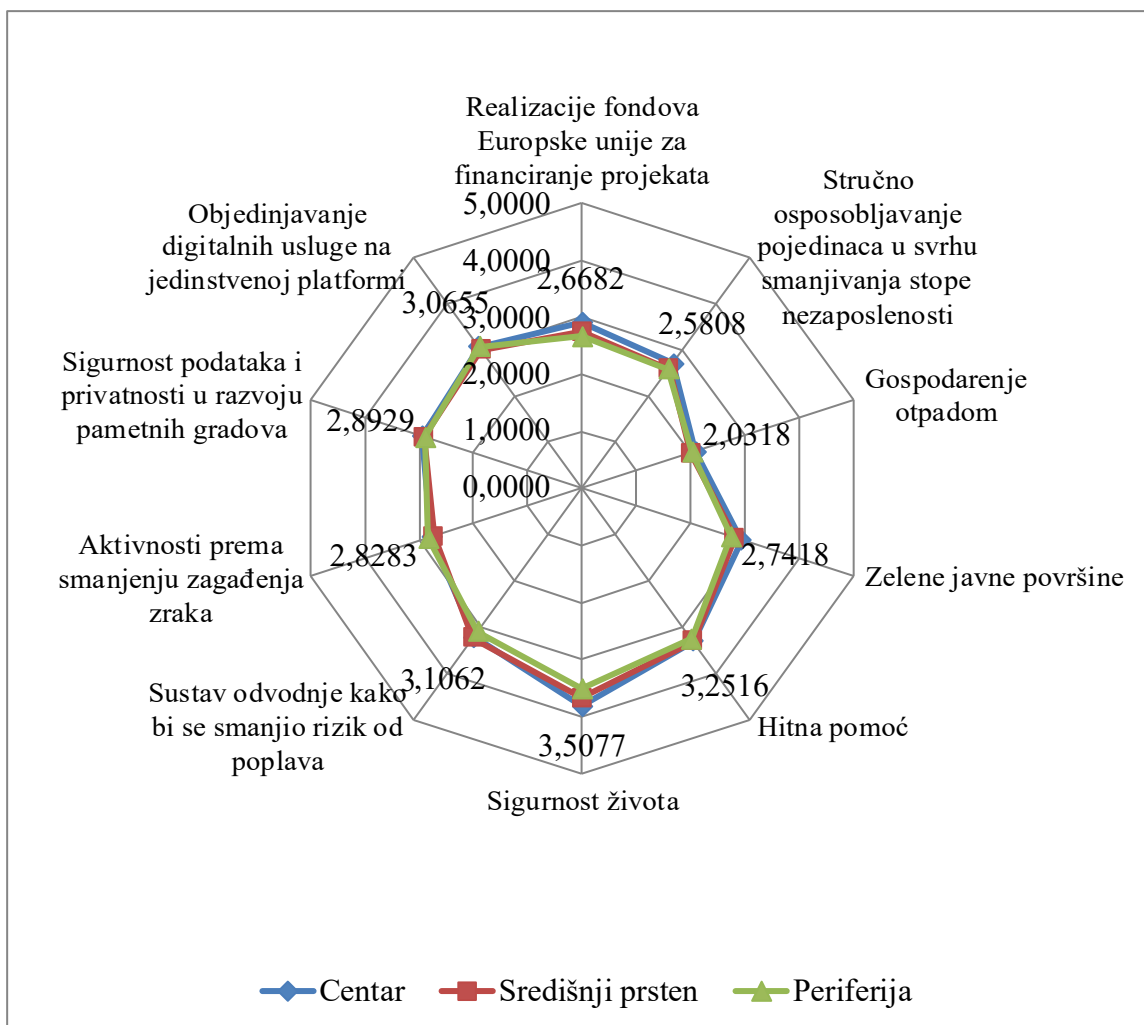 Realizacije fondova
Europske unije za
financiranje projekata
Stručno
osposobljavanje
pojedinaca u svrhu
smanjivanja stope
nezaposlenosti
Gospodarenje
otpadom
Zelene javne površine
Hitna pomoć
Sigurnost života
Sustav odvodnje kako
bi se smanjio rizik od
poplava
Aktivnosti prema
smanjenju zagađenja
zraka
Sigurnost podataka i
privatnosti u razvoju
pametnih gradova
Objedinjavanje
digitalnih usluge na
jedinstvenoj platformi
5,0000
4,0000
3,0000
2,0000
1,0000
0,0000
2,6682
2,5808
2,0318
2,7418
3,2516
3,5077
3,1062
2,8283
2,8929
3,0655
Centar
Središnji prsten
Periferija